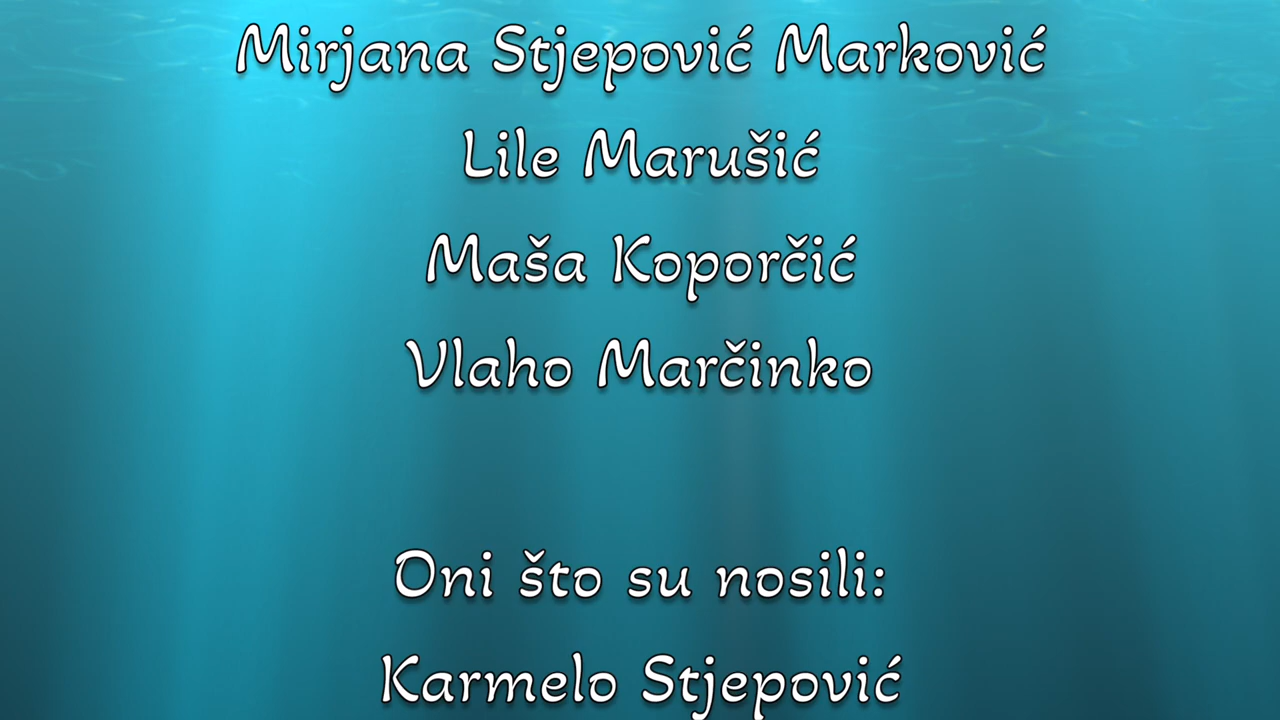 Mirjana Stjepović Marković
Lile Marušić
Maša Koporčić
Vlaho Marčinko
Oni što su nosili:
Karmelo Stjepović